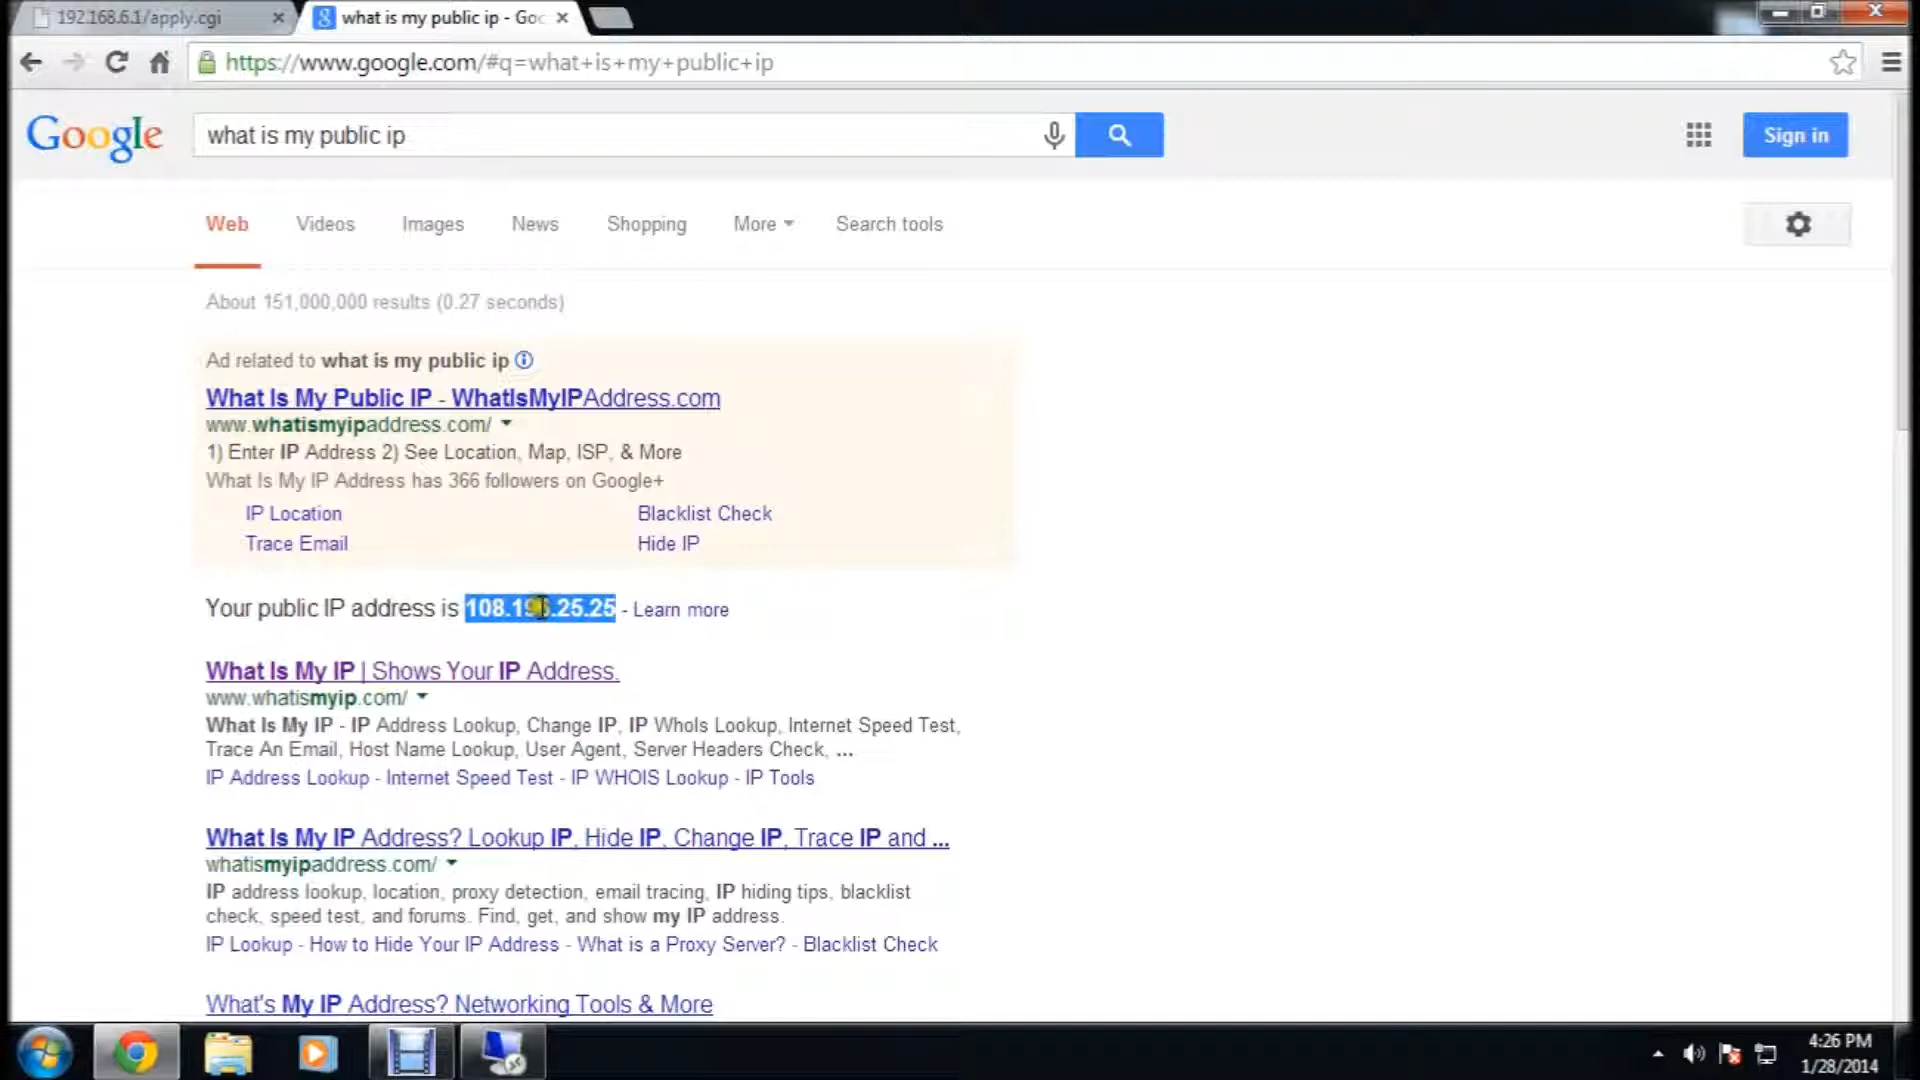 192.168.6.1/apply.cgi
what is my public ip - Goo
https://www.google.com/#q=what+is+my+public+ip
Google
what is my public ip
Sign in
Web Videos Images News Shopping More Search tools
About 151,000,000 results (0.27 seconds)
Ad related to what is my public ip
What Is My Public IP - WhatIsMyIPAddress.com
www.whatismyipaddress.com/
1) Enter IP Address 2) See Location, Map, ISP, & More
What Is My IP Address has 366 followers on Google+
IP Location Blacklist Check
Trace Email Hide IP
Your public IP address is - Learn more
What Is My IP | Shows Your IP Address.
www.whatismyip.com/
What Is My IP - IP Address Lookup, Change IP, IP WhoIs Lookup, Internet Speed Test,
Trace An Email, Host Name Lookup, User Agent, Server Headers Check, ...
IP Address Lookup - Internet Speed Test - IP WHOIS Lookup - IP Tools
What Is My IP Address? Lookup IP, Hide IP, Change IP, Trace IP and ...
whatismyipaddress.com/
IP address lookup, location, proxy detection, email tracing, IP hiding tips, blacklist
check, speed test, and forums. Find, get, and show my IP address.
IP Lookup - How to Hide Your IP Address - What is a Proxy Server? - Blacklist Check
What's My IP Address? Networking Tools & More
4:26 PM
1/28/2014